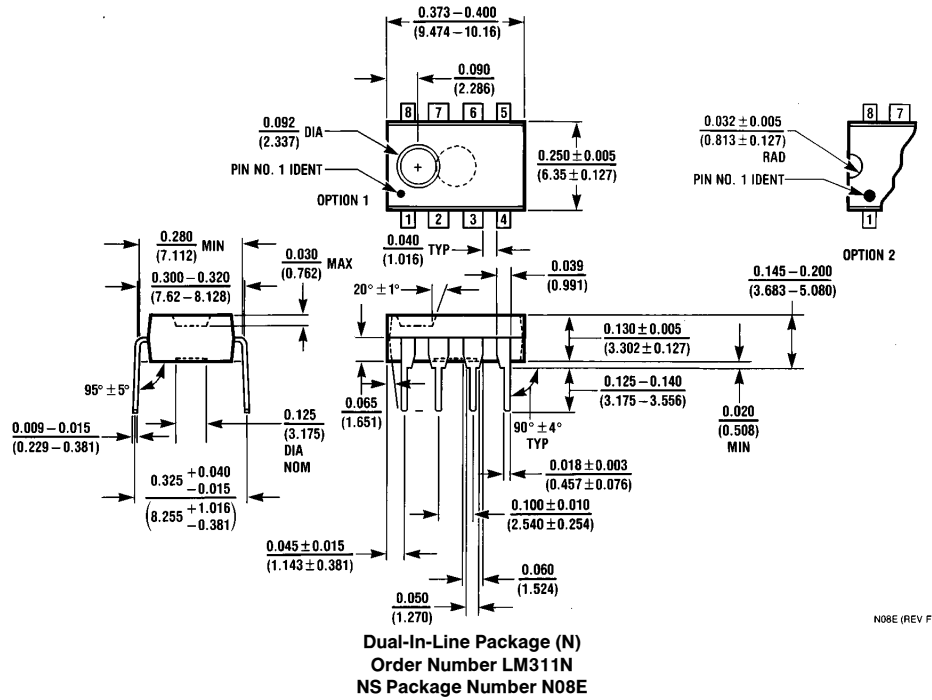 0.373–0.400
(9.474–10.16)
0.090
(2.286)
8 7 6 5
0.092 DIA
(2.337)
PIN NO. 1 IDENT
OPTION 1
1 2 3 4
0.250 ± 0.005
(6.35 ± 0.127)
8 7
0.032 ± 0.005
(0.813 ± 0.127)
RAD
PIN NO. 1 IDENT
1
OPTION 2
0.280 MIN
(7.112)
0.030 MAX
(0.762)
0.300–0.320
(7.62–8.128)
0.040 TYP
(1.016)
0.039
(0.991)
20° ± 1°
0.145–0.200
(3.683–5.080)
0.130 ± 0.005
(3.302 ± 0.127)
95° ± 5°
0.065
(1.651)
0.125–0.140
(3.175–3.556)
90° ± 4°
TYP
0.020
(0.508)
MIN
0.009–0.015
(0.229–0.381)
0.125
(3.175)
DIA
NOM
0.018 ± 0.003
(0.457 ± 0.076)
0.325 +0.040
–0.015
(8.255 +1.016
–0.381)
0.100 ± 0.010
(2.540 ± 0.254)
0.045 ± 0.015
(1.143 ± 0.381)
0.060
(1.524)
0.050
(1.270)
N08E (REV F
Dual-In-Line Package (N)
Order Number LM311N
NS Package Number N08E